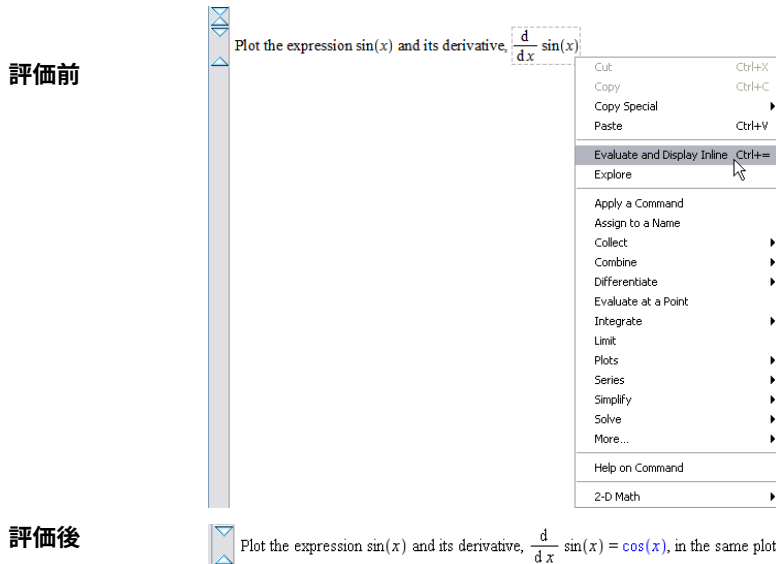 評価前
Plot the expression sin(x) and its derivative, d/dx sin(x)
Cut Ctrl+X
Copy Ctrl+C
Copy Special
Paste Ctrl+V
Evaluate and Display Inline Ctrl+=
Explore
Apply a Command
Assign to a Name
Collect
Combine
Differentiate
Evaluate at a Point
Integrate
Limit
Plots
Series
Simplify
Solve
More...
Help on Command
2-D Math
評価後
Plot the expression sin(x) and its derivative, d/dx sin(x) = cos(x), in the same plot